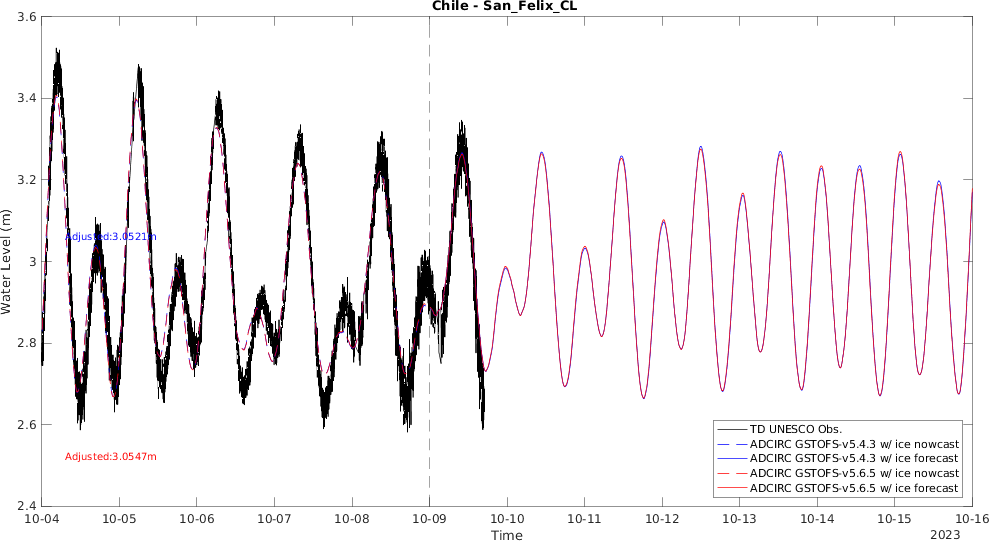 Chile - San_Felix_CL
3.6
3.4
3.2
3
2.8
2.6
2.4
Water Level (m)
Adjusted:3.0521m
Adjusted:3.0547m
TD UNESCO Obs.
ADCIRC GSTOFS-v5.4.3 w/ ice nowcast
ADCIRC GSTOFS-v5.4.3 w/ ice forecast
ADCIRC GSTOFS-v5.6.5 w/ ice nowcast
ADCIRC GSTOFS-v5.6.5 w/ ice forecast
10-04 10-05 10-06 10-07 10-08 10-09 10-10 10-11 10-12 10-13 10-14 10-15 10-16
Time
2023